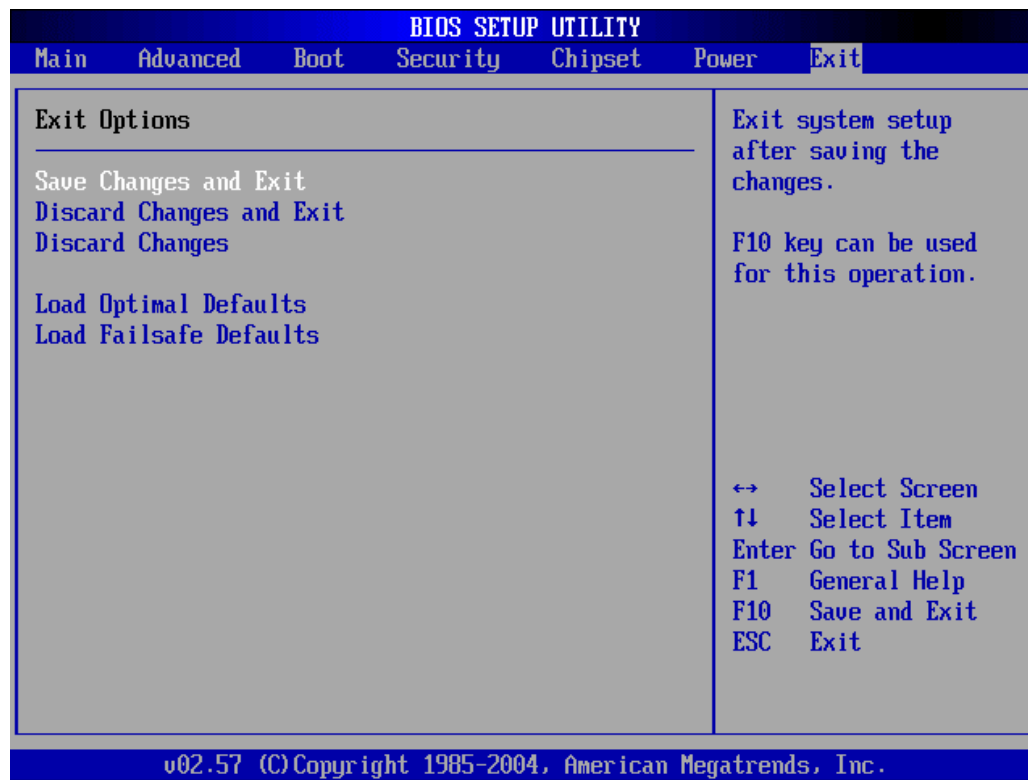 BIOS SETUP UTILITY
Main Advanced Boot Security Chipset Power Exit
Exit Options
Save Changes and Exit
Discard Changes and Exit
Discard Changes
Load Optimal Defaults
Load Failsafe Defaults
Exit system setup
after saving the
changes.
F10 key can be used
for this operation.
←→ Select Screen
↑↓ Select Item
Enter Go to Sub Screen
F1 General Help
F10 Save and Exit
ESC Exit
v02.57 (C)Copyright 1985-2004, American Megatrends, Inc.